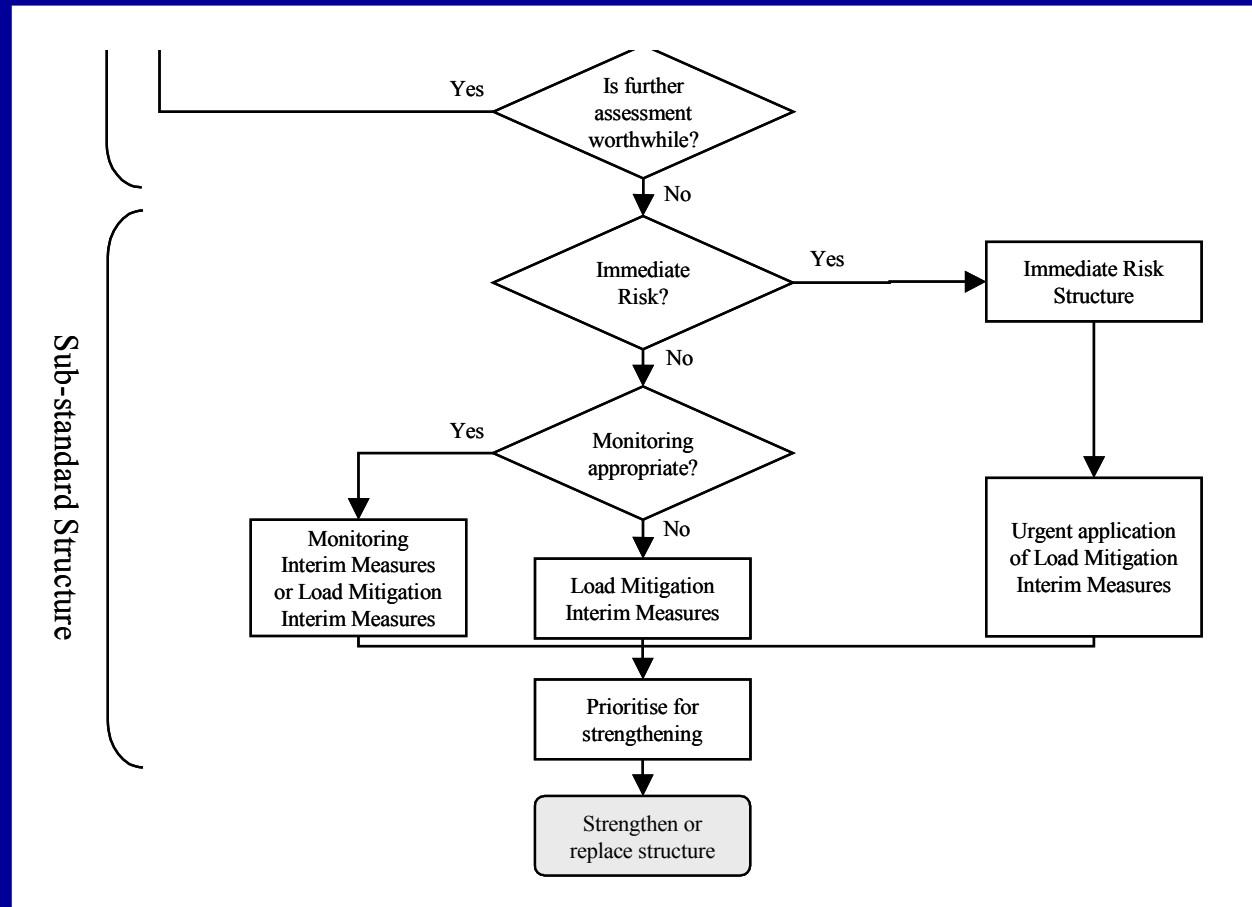 Yes
Is further
assessment
worthwhile?
No
Immediate
Risk?
Yes
Immediate Risk
Structure
No
Sub-standard Structure
Yes
Monitoring
appropriate?
No
Monitoring
Interim Measures
or Load Mitigation
Interim Measures
Load Mitigation
Interim Measures
Urgent application
of Load Mitigation
Interim Measures
Prioritise for
strengthening
Strengthen or
replace structure